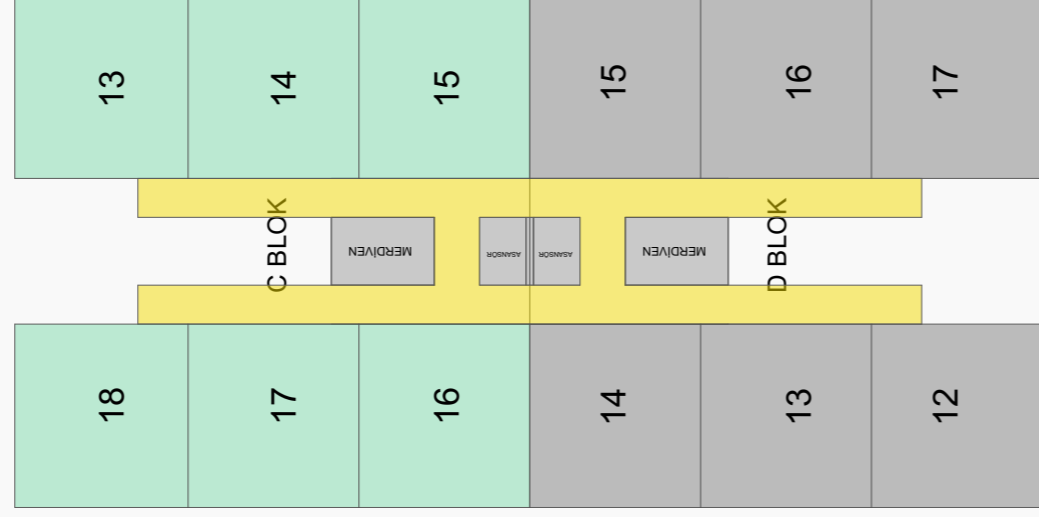 13
14
15
15
16
17
C BLOK
MERDİVEN
ASANSÖR
ASANSÖR
MERDİVEN
D BLOK
18
17
16
14
13
12